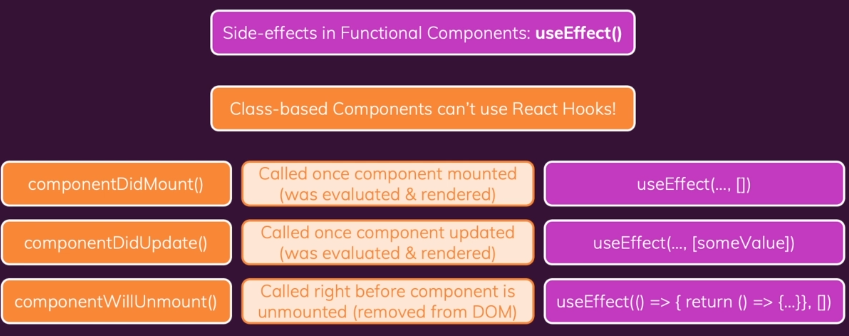 Side-effects in Functional Components: useEffect()
Class-based Components can't use React Hooks!
componentDidMount()
Called once component mounted
(was evaluated & rendered)
useEffect(..., [])
componentDidUpdate()
Called once component updated
(was evaluated & rendered)
useEffect(..., [someValue])
componentWillUnmount()
Called right before component is
unmounted (removed from DOM)
useEffect(() => { return () => {...}}, [])